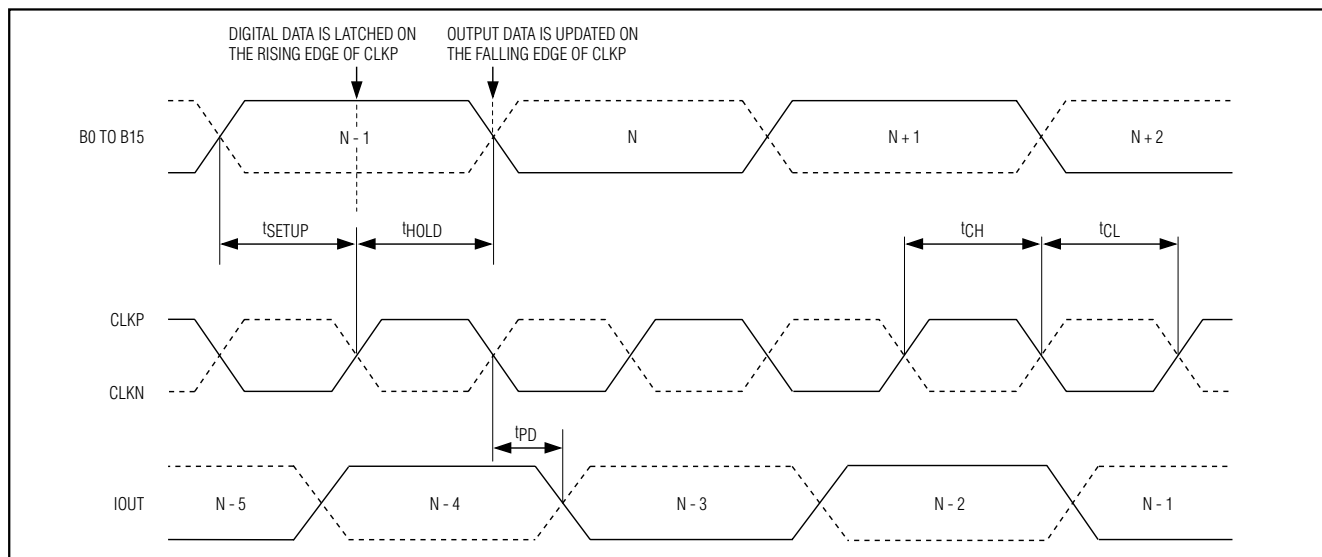 DIGITAL DATA IS LATCHED ON
THE RISING EDGE OF CLKP
OUTPUT DATA IS UPDATED ON
THE FALLING EDGE OF CLKP
B0 TO B15
N - 1
N
N + 1
N + 2
tSETUP
tHOLD
tCH
tCL
CLKP
CLKN
tPD
IOUT
N - 5
N - 4
N - 3
N - 2
N - 1